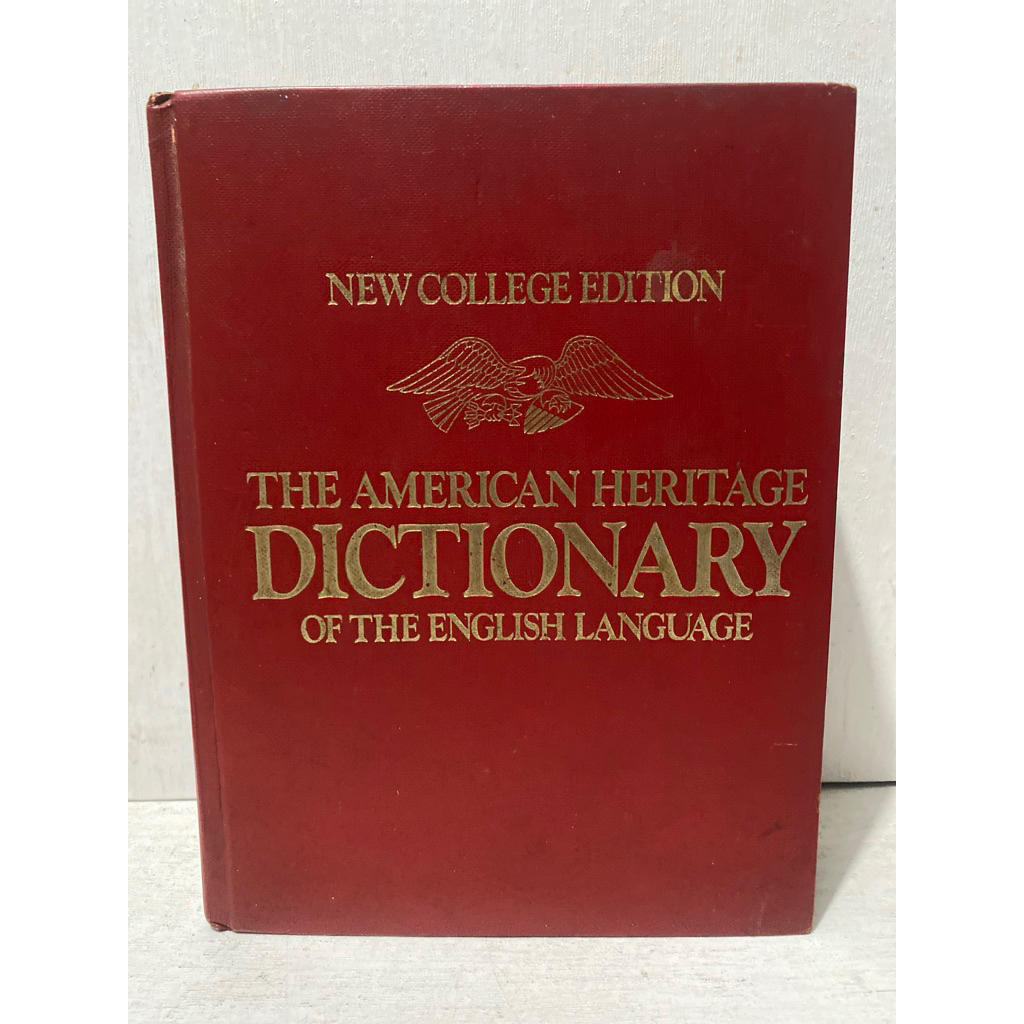 NEW COLLEGE EDITION
THE AMERICAN HERITAGE
DICTIONARY
OF THE ENGLISH LANGUAGE